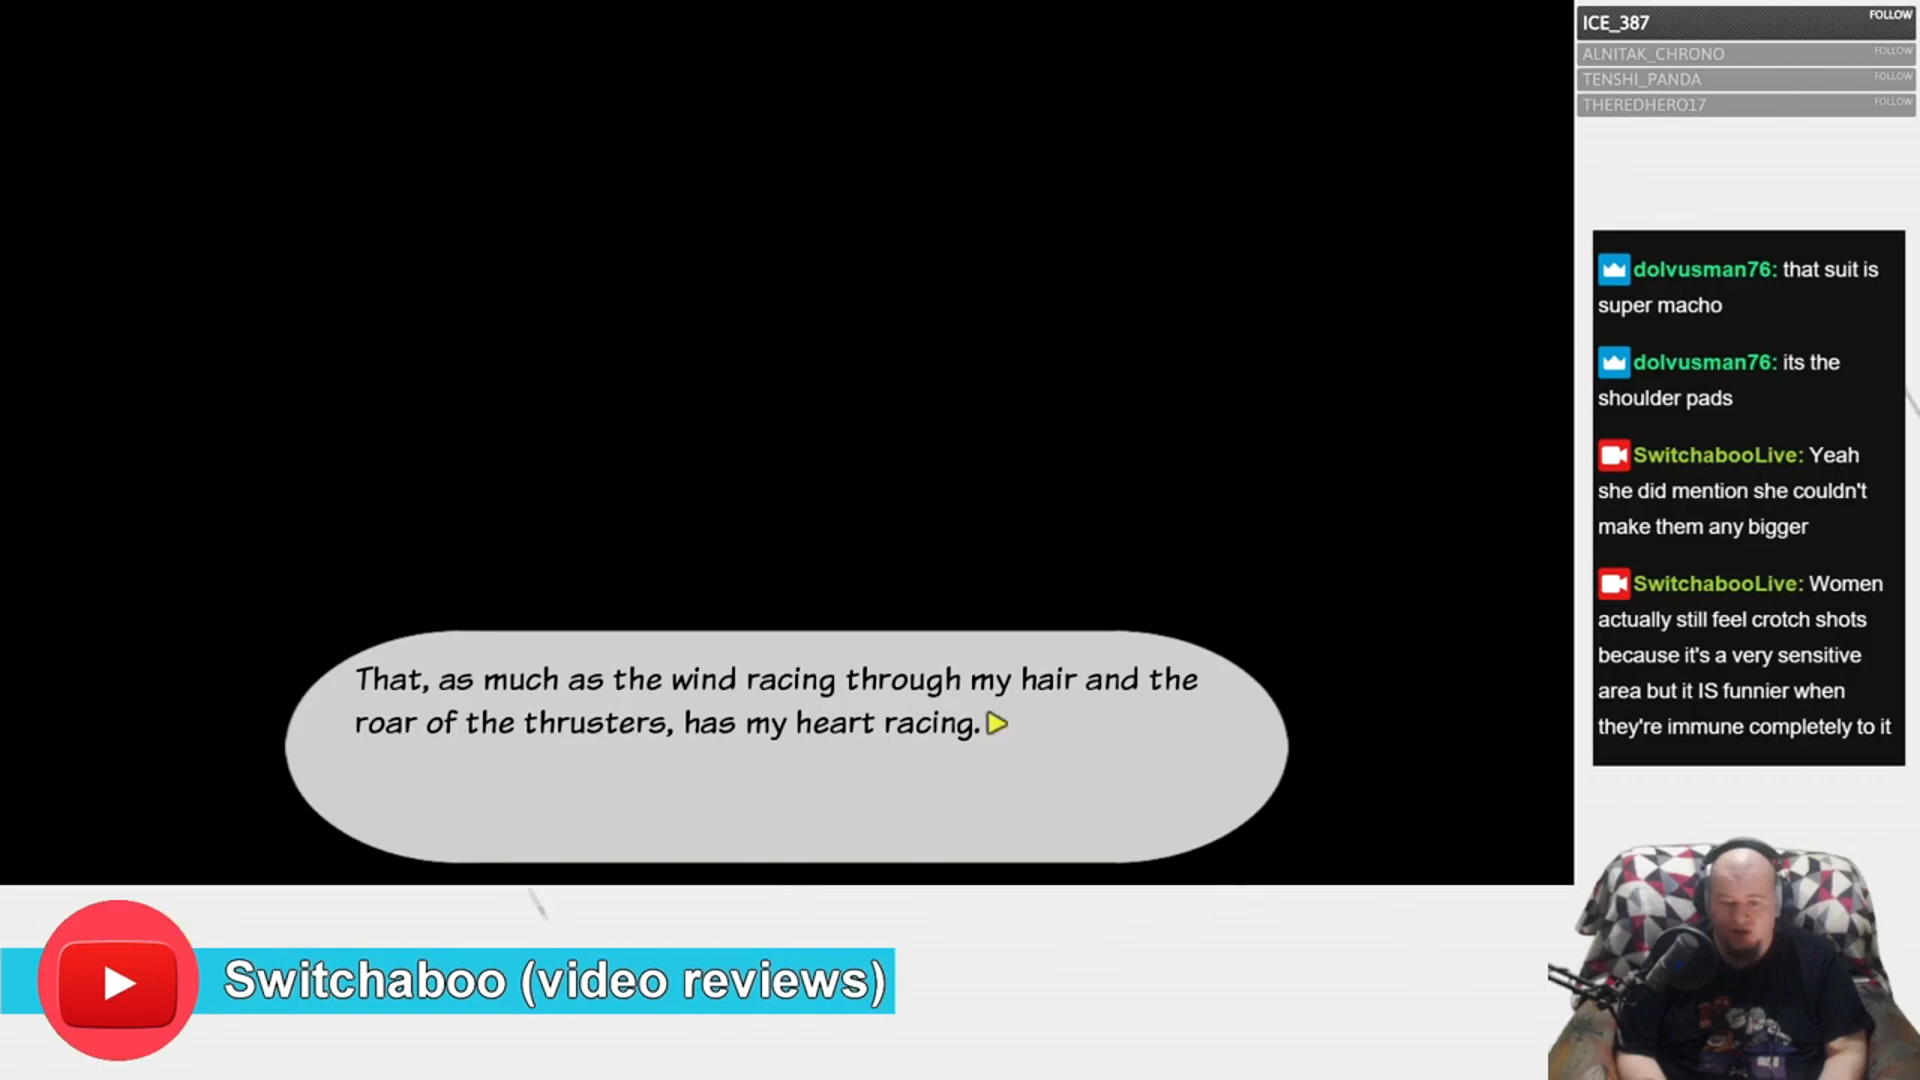 ICE_387 FOLLOW
ALNITAK_CHRONO FOLLOW
TENSHI_PANDA FOLLOW
THEREDHERO17 FOLLOW
dolvusman76: that suit is
super macho
dolvusman76: its the
shoulder pads
SwitchabooLive: Yeah
she did mention she couldn't
make them any bigger
SwitchabooLive: Women
actually still feel crotch shots
because it's a very sensitive
area but it IS funnier when
they're immune completely to it
That, as much as the wind racing through my hair and the
roar of the thrusters, has my heart racing.
Switchaboo (video reviews)